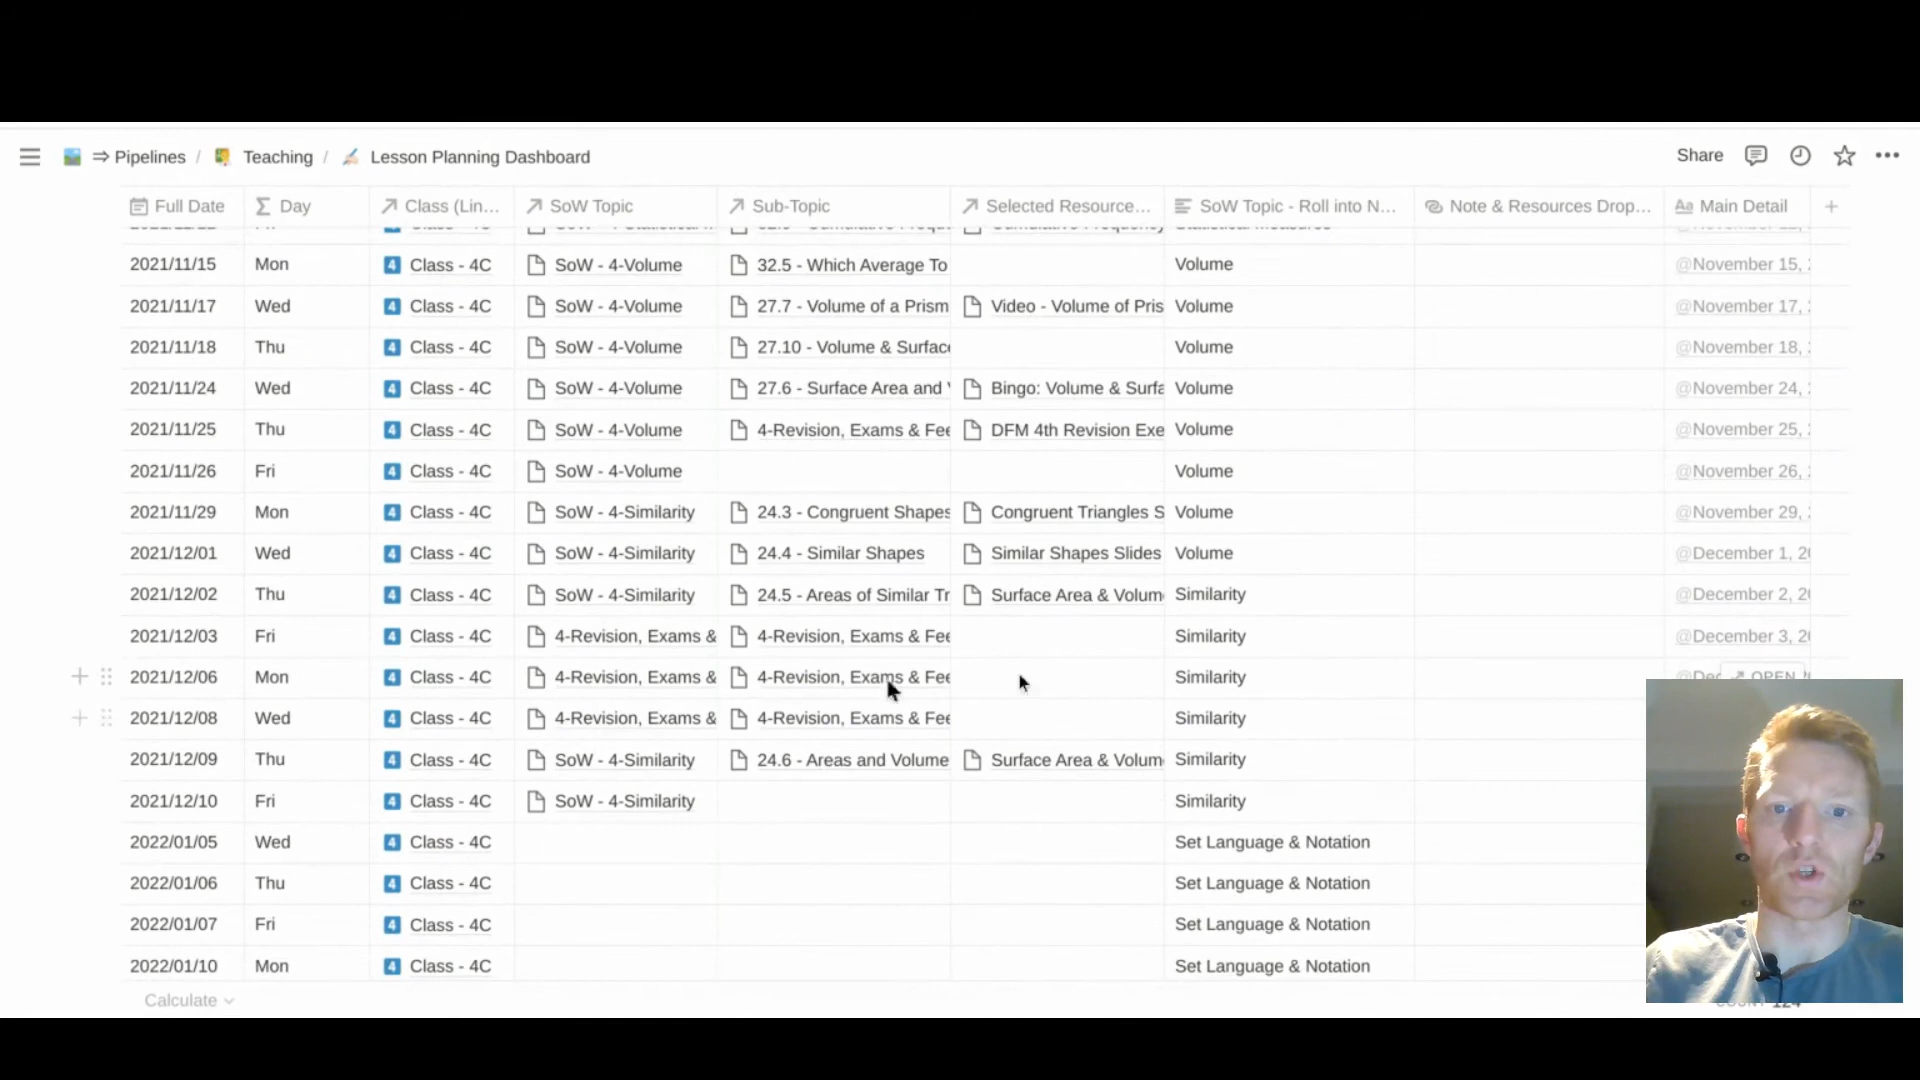 ⇒ Pipelines / Teaching / Lesson Planning Dashboard Share
Full Date Day Class (Lin... SoW Topic Sub-Topic Selected Resource... SoW Topic - Roll into N... Note & Resources Drop... Main Detail
2021/11/15 Mon Class - 4C SoW - 4-Volume 32.5 - Which Average To Volume @November 15,
2021/11/17 Wed Class - 4C SoW - 4-Volume 27.7 - Volume of a Prism Video - Volume of Pris Volume @November 17,
2021/11/18 Thu Class - 4C SoW - 4-Volume 27.10 - Volume & Surface Volume @November 18,
2021/11/24 Wed Class - 4C SoW - 4-Volume 27.6 - Surface Area and Bingo: Volume & Surfa Volume @November 24,
2021/11/25 Thu Class - 4C SoW - 4-Volume 4-Revision, Exams & Fee DFM 4th Revision Exe Volume @November 25,
2021/11/26 Fri Class - 4C SoW - 4-Volume Volume @November 26,
2021/11/29 Mon Class - 4C SoW - 4-Similarity 24.3 - Congruent Shapes Congruent Triangles S Volume @November 29,
2021/12/01 Wed Class - 4C SoW - 4-Similarity 24.4 - Similar Shapes Similar Shapes Slides Volume @December 1, 20
2021/12/02 Thu Class - 4C SoW - 4-Similarity 24.5 - Areas of Similar Tr Surface Area & Volum Similarity @December 2, 20
2021/12/03 Fri Class - 4C 4-Revision, Exams & 4-Revision, Exams & Fee Similarity @December 3, 20
2021/12/06 Mon Class - 4C 4-Revision, Exams & 4-Revision, Exams & Fee Similarity @Dec OPEN
2021/12/08 Wed Class - 4C 4-Revision, Exams & 4-Revision, Exams & Fee Similarity
2021/12/09 Thu Class - 4C SoW - 4-Similarity 24.6 - Areas and Volume Surface Area & Volum Similarity
2021/12/10 Fri Class - 4C SoW - 4-Similarity Similarity
2022/01/05 Wed Class - 4C Set Language & Notation
2022/01/06 Thu Class - 4C Set Language & Notation
2022/01/07 Fri Class - 4C Set Language & Notation
2022/01/10 Mon Class - 4C Set Language & Notation
Calculate